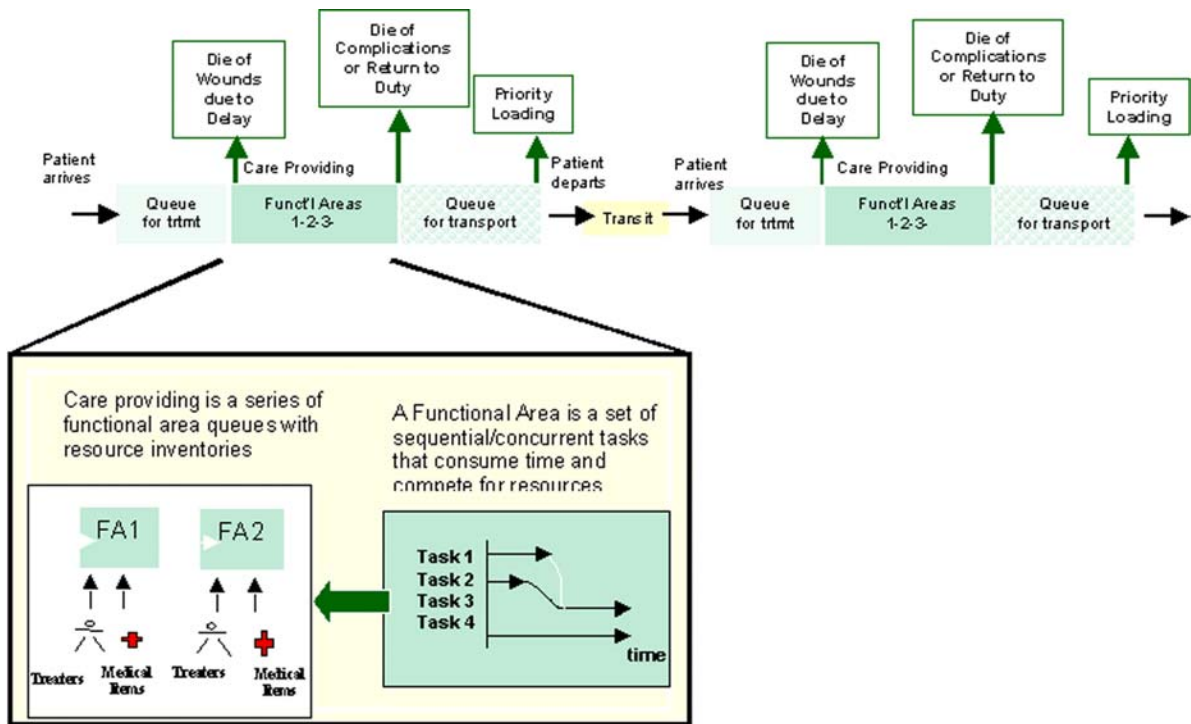 Die of
Wounds
due to
Delay
Die of
Complications
or Return to
Duty
Priority
Loading
Die of
Wounds
due to
Delay
Die of
Complications
or Return to
Duty
Priority
Loading
Patient
arrives
Care Providing
Patient
departs
Patient
arrives
Care Providing
Queue
for trtmt
Funct'l Areas
1-2-3-
Queue
for transport
Transit
Queue
for trtmt
Funct'l Areas
1-2-3-
Queue
for transport
Care providing is a series of
functional area queues with
resource inventories
A Functional Area is a set of
sequential/concurrent tasks
that consume time and
compete for resources
FA1
FA2
Treaters
Medical
Items
Treaters
Medical
Items
Task 1
Task 2
Task 3
Task 4
time